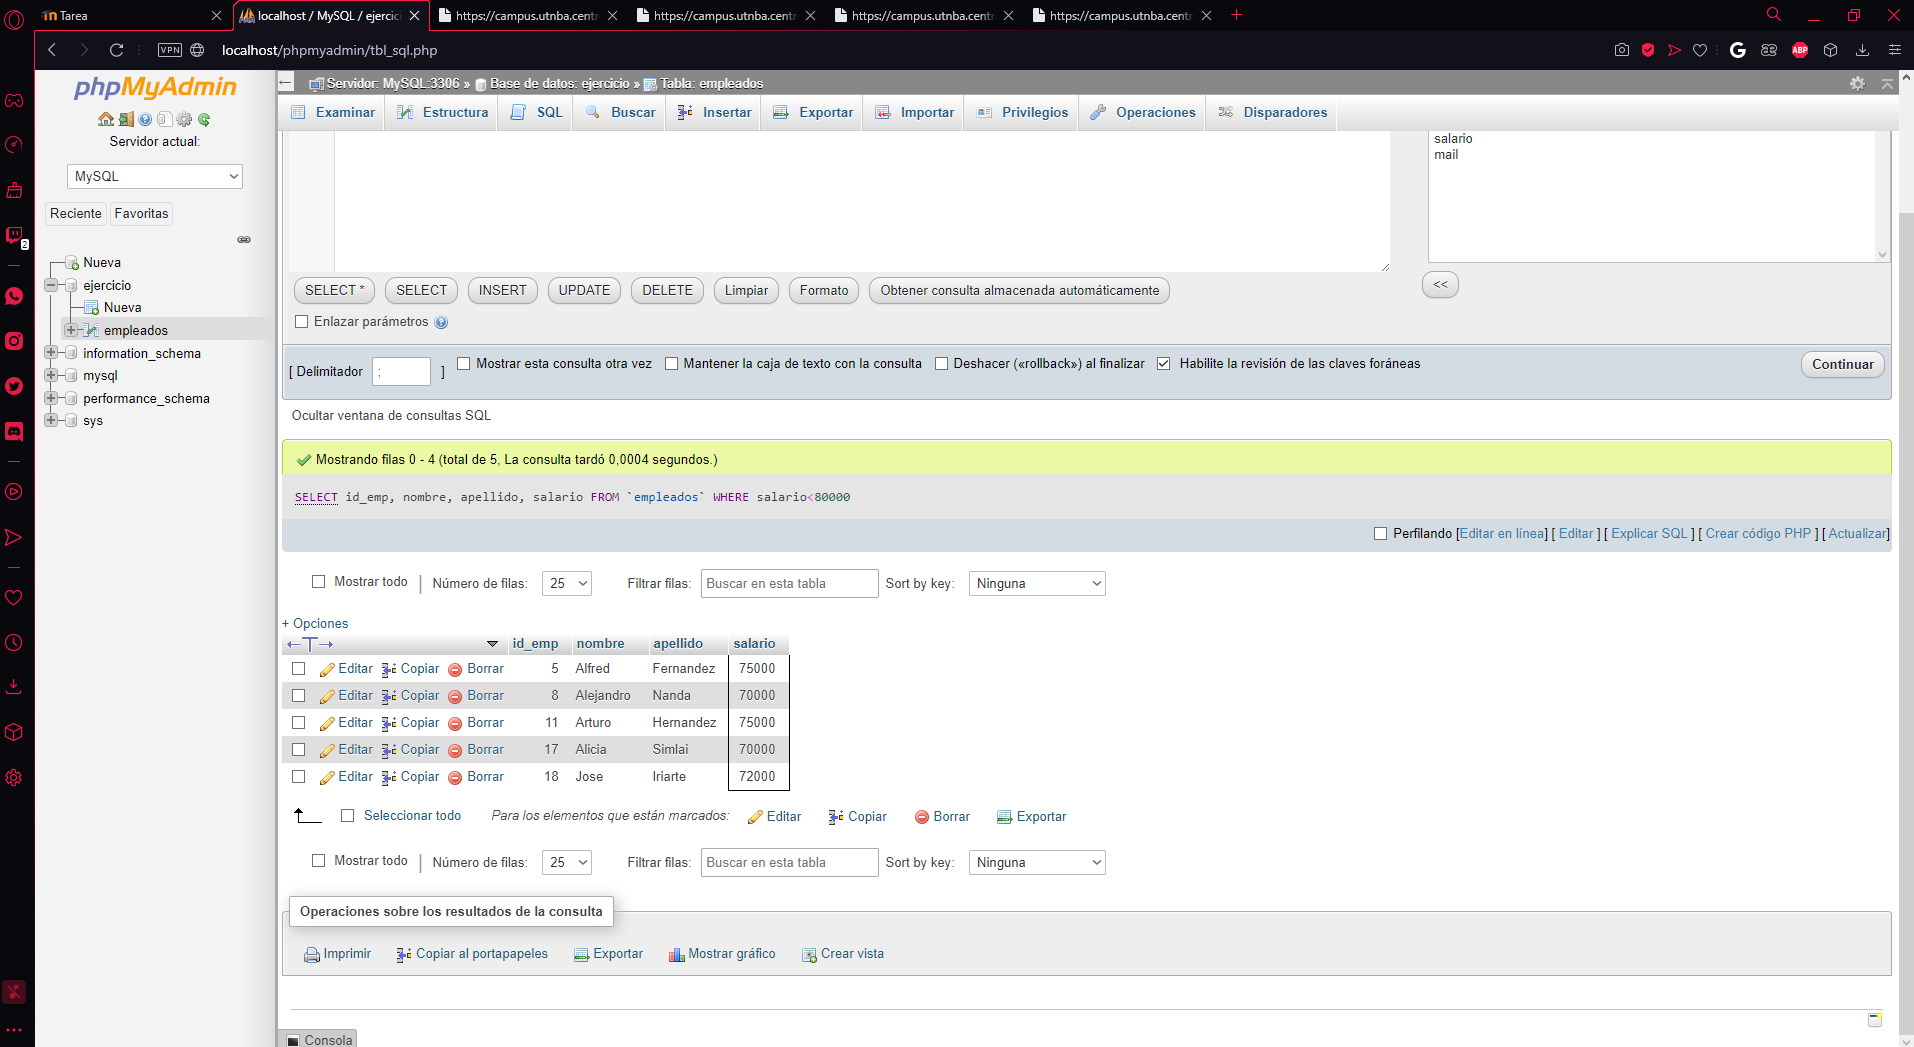 Tarea
localhost / MySQL / ejercici
https://campus.utnba.centr
https://campus.utnba.centr
https://campus.utnba.centr
https://campus.utnba.centr
VPN
localhost/phpmyadmin/tbl_sql.php
G
ABP
2
phpMyAdmin
Servidor actual:
MySQL
Reciente
Favoritas
Nueva
ejercicio
Nueva
empleados
information_schema
mysql
performance_schema
sys
Servidor: MySQL:3306 » Base de datos: ejercicio » Tabla: empleados
Examinar
Estructura
SQL
Buscar
Insertar
Exportar
Importar
Privilegios
Operaciones
Disparadores
salario
mail
SELECT *
SELECT
INSERT
UPDATE
DELETE
Limpiar
Formato
Obtener consulta almacenada automáticamente
<<
Enlazar parámetros
[ Delimitador ; ]
Mostrar esta consulta otra vez
Mantener la caja de texto con la consulta
Deshacer («rollback») al finalizar
Habilite la revisión de las claves foráneas
Continuar
Ocultar ventana de consultas SQL
Mostrando filas 0 - 4 (total de 5, La consulta tardó 0,0004 segundos.)
SELECT id_emp, nombre, apellido, salario FROM `empleados` WHERE salario<80000
Perfilando [Editar en línea] [ Editar ] [ Explicar SQL ] [ Crear código PHP ] [ Actualizar]
Mostrar todo | Número de filas: 25 Filtrar filas: Buscar en esta tabla Sort by key: Ninguna
+ Opciones
←T→ id_emp nombre apellido salario
Editar Copiar Borrar 5 Alfred Fernandez 75000
Editar Copiar Borrar 8 Alejandro Nanda 70000
Editar Copiar Borrar 11 Arturo Hernandez 75000
Editar Copiar Borrar 17 Alicia Simlai 70000
Editar Copiar Borrar 18 Jose Iriarte 72000
Seleccionar todo Para los elementos que están marcados: Editar Copiar Borrar Exportar
Mostrar todo | Número de filas: 25 Filtrar filas: Buscar en esta tabla Sort by key: Ninguna
Operaciones sobre los resultados de la consulta
Imprimir Copiar al portapapeles Exportar Mostrar gráfico Crear vista
Consola